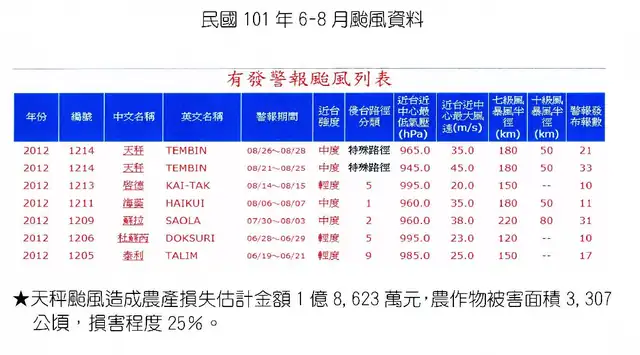 民國 101 年 6-8 月颱風資料
有發警報颱風列表
年份 編號 中文名稱 英文名稱 警報期間 近台強度 侵台路徑分類 近台近中心最低氣壓(hPa) 近台近中心最大風速(m/s) 七級風暴風半徑(km) 十級風暴風半徑(km) 警報發布報數
2012 1214 天秤 TEMBIN 08/26~08/28 中度 特殊路徑 965.0 35.0 180 50 21
2012 1214 天秤 TEMBIN 08/21~08/25 中度 特殊路徑 945.0 45.0 180 50 33
2012 1213 啟德 KAI-TAK 08/14~08/15 輕度 5 995.0 20.0 150 -- 10
2012 1211 海葵 HAIKUI 08/06~08/07 中度 1 960.0 35.0 180 50 11
2012 1209 蘇拉 SAOLA 07/30~08/03 中度 2 960.0 38.0 220 80 31
2012 1206 杜蘇芮 DOKSURI 06/28~06/29 輕度 5 995.0 23.0 120 -- 10
2012 1205 泰利 TALIM 06/19~06/21 輕度 9 985.0 25.0 150 -- 17
★天秤颱風造成農產損失估計金額 1 億 8,623 萬元,農作物被害面積 3,307
公頃，損害程度 25%。